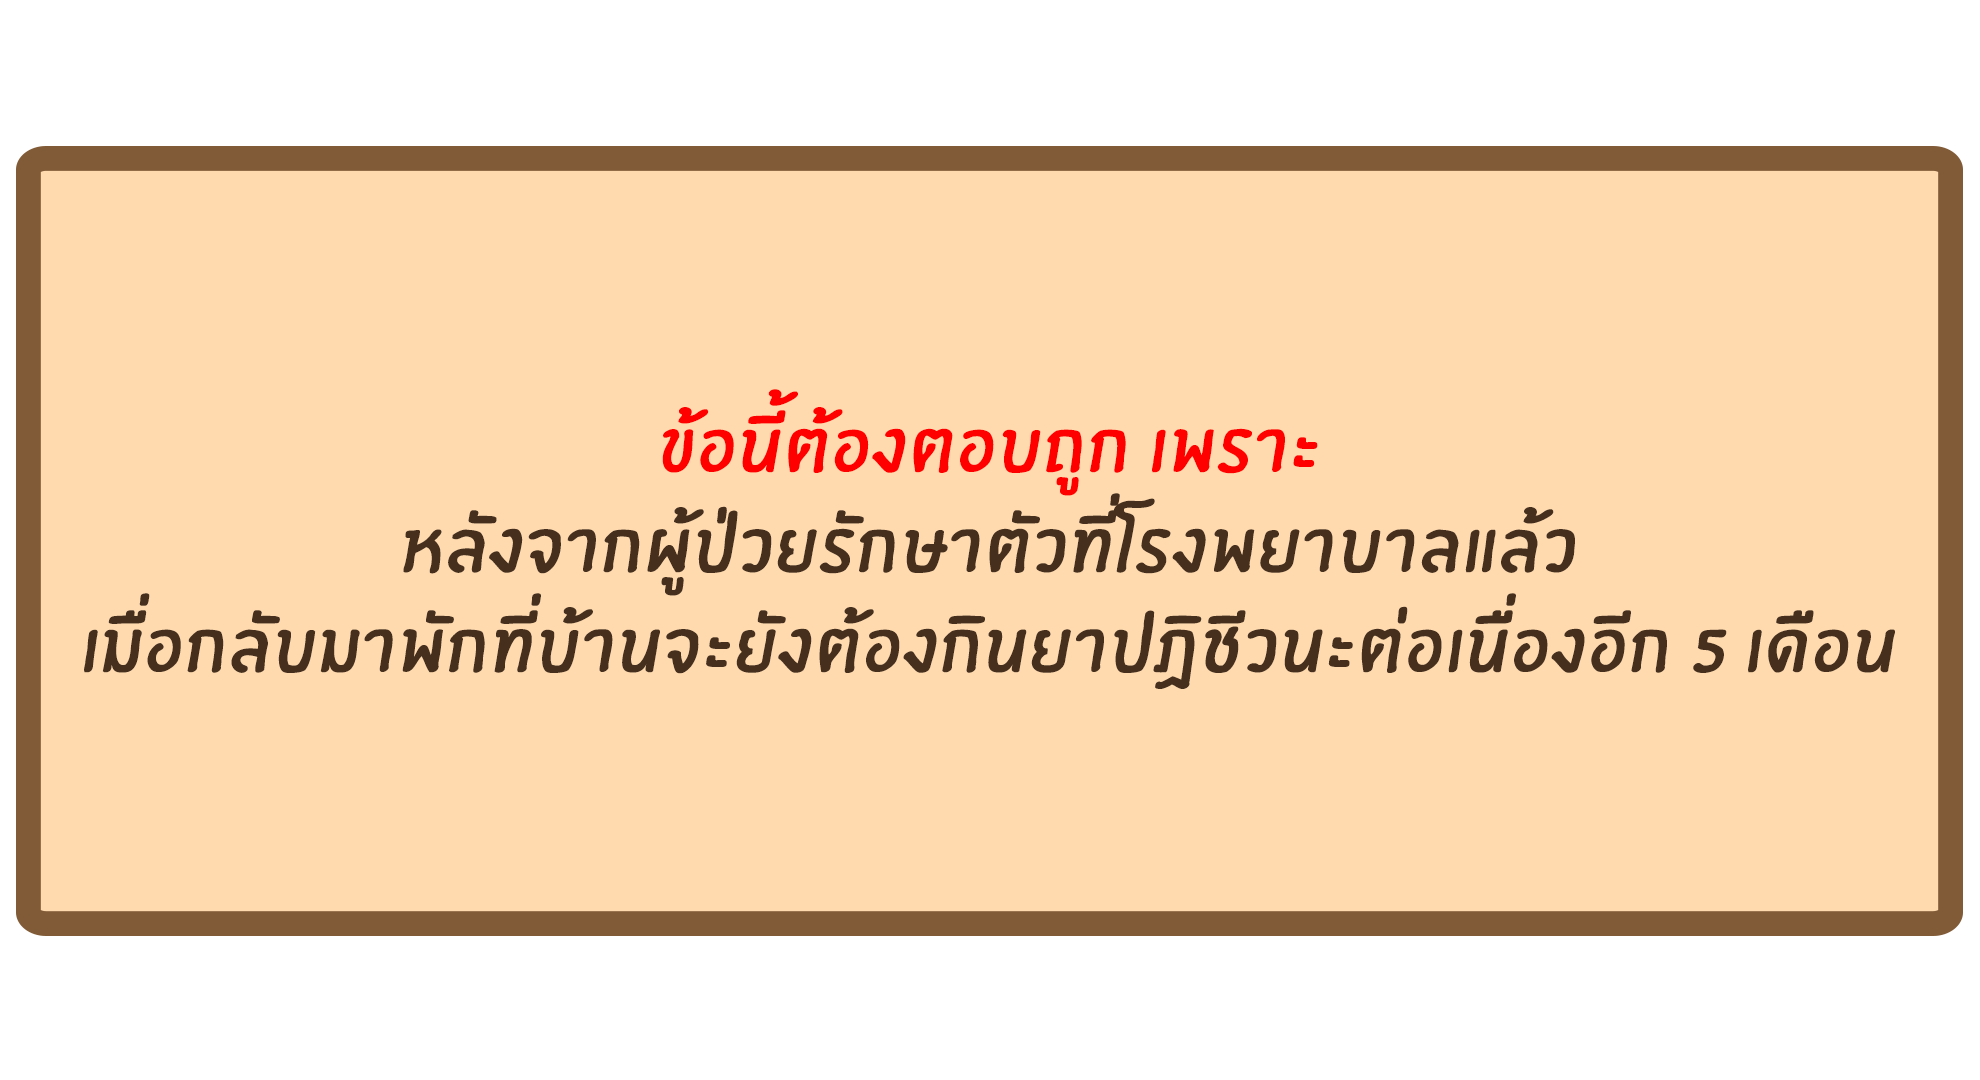 ข้อนี้ต้องตอบถูก เพราะ
หลังจากผู้ป่วยรักษาตัวที่โรงพยาบาลแล้ว
เมื่อกลับมาพักที่บ้านจะยังต้องกินยาปฏิชีวนะต่อเนื่องอีก 5 เดือน